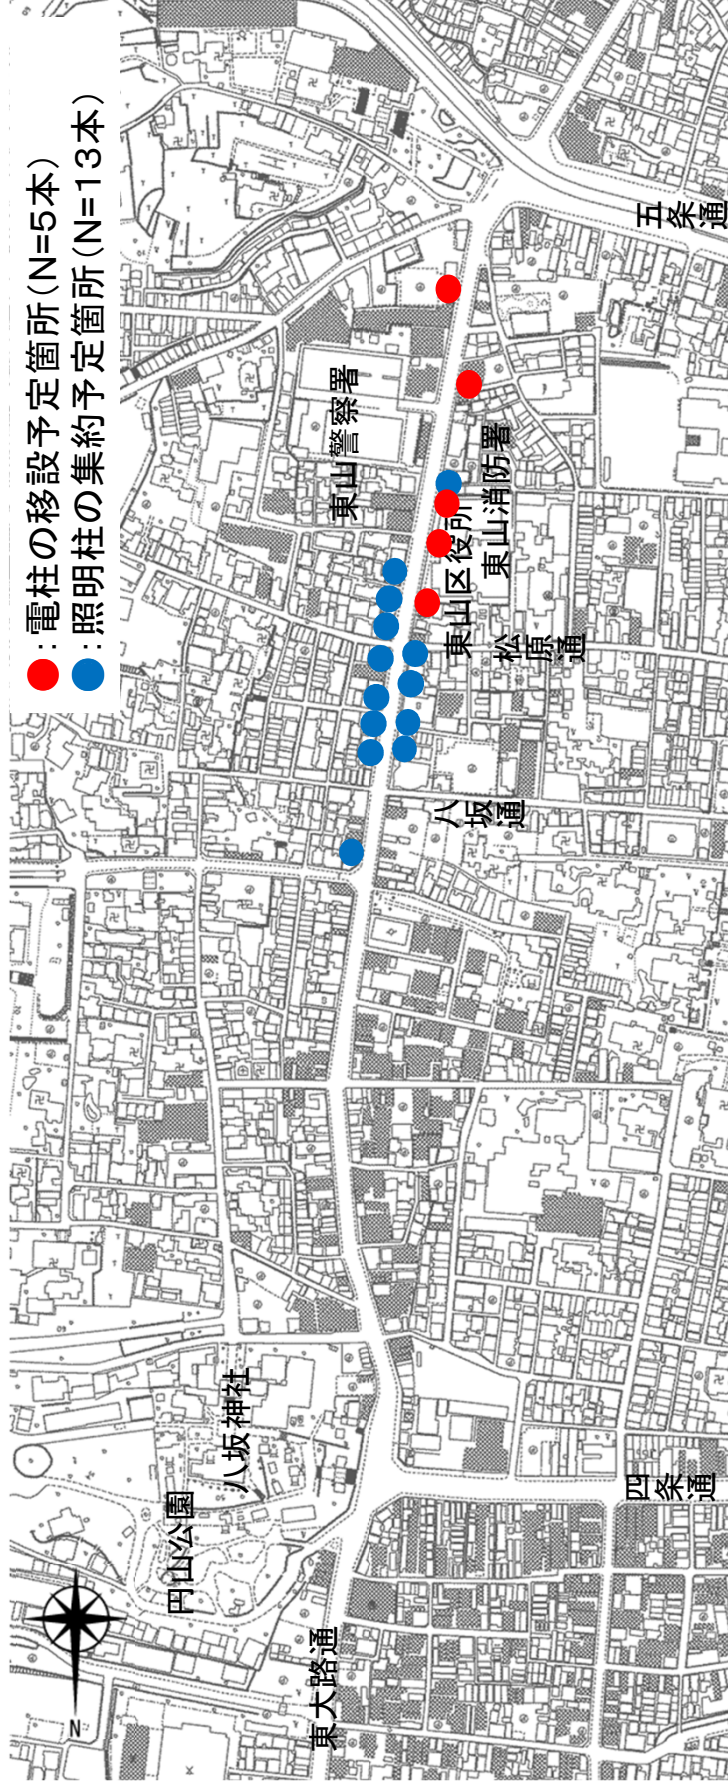 ●:電柱の移設予定箇所(N=5本)
●:照明柱の集約予定箇所(N=13本)
N
円山公園
八坂神社
東大路通
四条通
八坂通
松原通
東山区役所
東山消防署
東山警察署
五条通